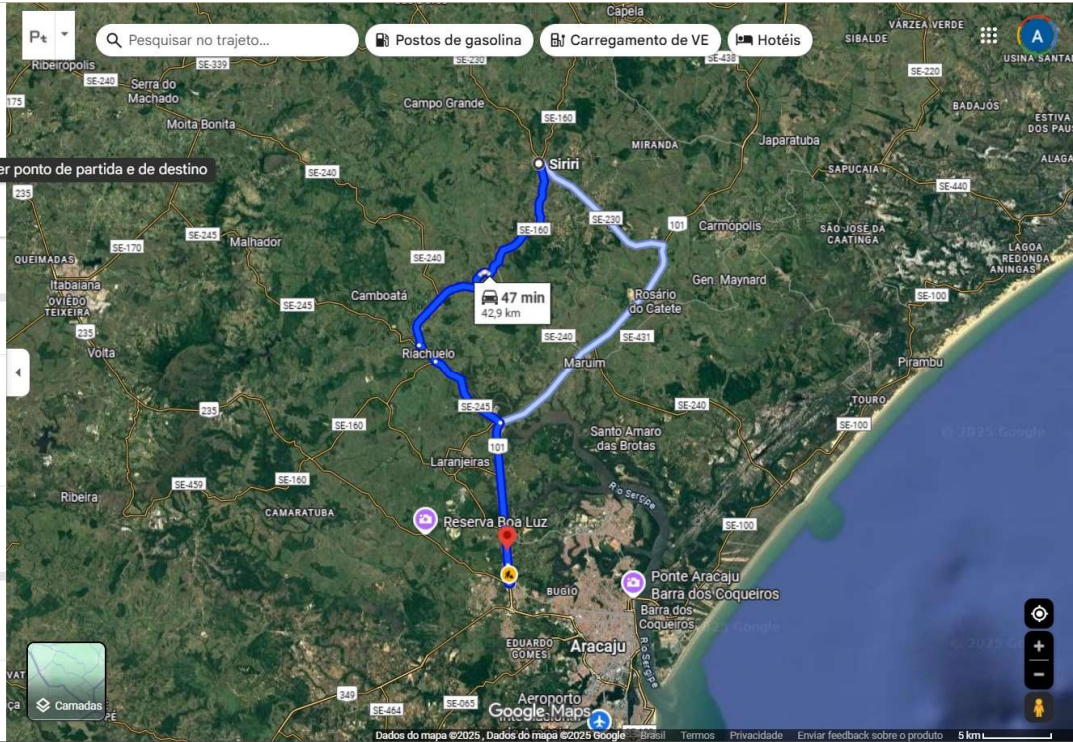 Pt
Pesquisar no trajeto...
Postos de gasolina
Carregamento de VE
Hotéis
A
Capela
VÁRZEA VERDE
SIBALDE
Ribeirópolis
SE-339
SE-230
SE-438
SE-240
Serra do
Machado
SE-220
175
Campo Grande
BADAJÓS
SE-160
Moita Bonita
MIRANDA
Japaratuba
er ponto de partida e de destino
Siriri
SAPUCAIA
SE-240
SE-440
235
SE-230
101
Carmópolis
SE-160
SÃO JOSÉ DA
CAATINGA
SE-245
Malhador
SE-170
SE-240
LAGOA
REDONDA
ANINGAS
QUEIMADAS
Itabaiana
OVIÊDO
TEIXEIRA
Gen. Maynard
47 min
42,9 km
Camboatá
Rosário
do Catete
SE-100
SE-245
235
SE-240
SE-431
Volta
Riachuelo
Maruim
Pirambu
TOURO
SE-245
SE-240
235
SE-160
SE-100
Santo Amaro
das Brotas
© 2025 Google
101
Laranjeiras
SE-160
SE-459
Rio Sergipe
Ribeira
CAMARATUBA
Reserva Boa Luz
SE-100
Ponte Aracaju
Barra dos Coqueiros
BUGIO
Barra dos
Coqueiros
EDUARDO
GOMES
Aracaju
Rio Sergipe
Camadas
349
SE-464
SE-065
Aeroporto
Google Maps
Dados do mapa ©2025 , Dados do mapa ©2025 Google
Brasil
Termos
Privacidade
Enviar feedback sobre o produto
5 km